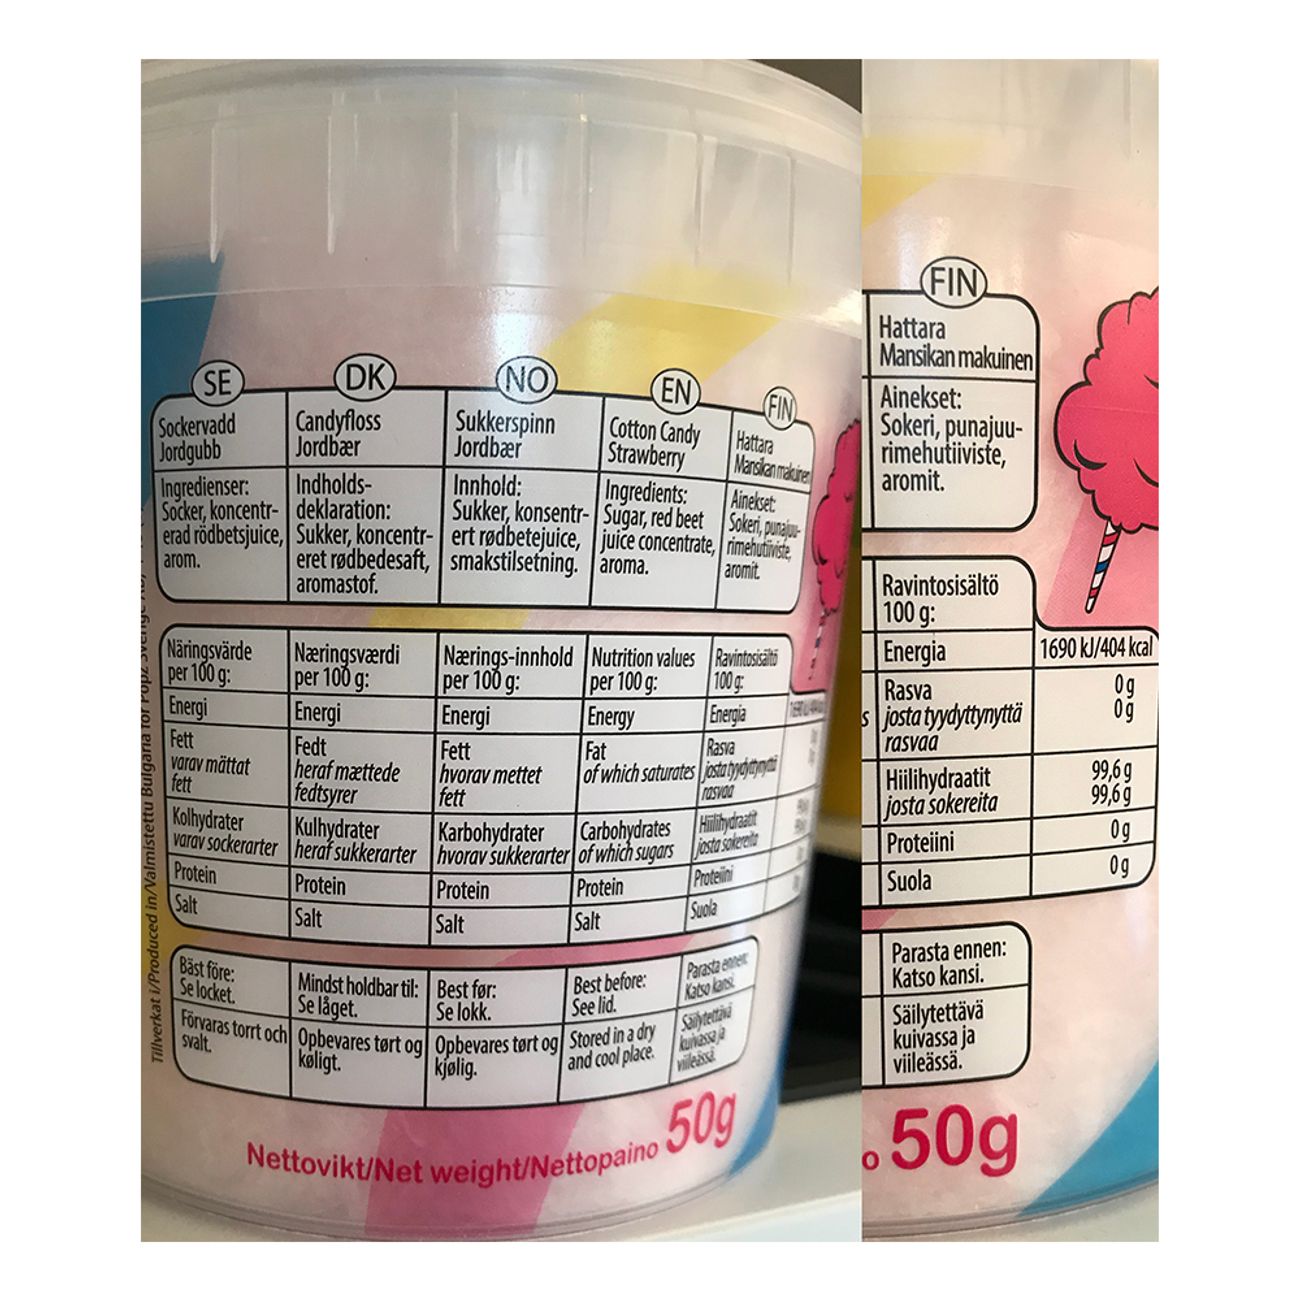 SE
Sockervadd
Jordgubb
Ingredienser:
Socker, koncentr-
erad rödbetsjuice,
arom.
DK
Candyfloss
Jordbær
Indholds-
deklaration:
Sukker, koncentr-
eret rødbedesaft,
aromastof.
NO
Sukkerspinn
Jordbær
Innhold:
Sukker, konsentr-
ert rødbetejuice,
smakstilsetning.
EN
Cotton Candy
Strawberry
Ingredients:
Sugar, red beet
juice concentrate,
aroma.
FIN
Hattara
Mansikan makuinen
Ainekset:
Sokeri, punajuu-
rimehutiiviste,
aromit.
Näringsvärde
per 100 g:
Energi
Fett
varav mättat
fett
Kolhydrater
varav sockerarter
Protein
Salt
Næringsværdi
per 100 g:
Energi
Fedt
heraf mættede
fedtsyrer
Kulhydrater
heraf sukkerarter
Protein
Salt
Nærings-innhold
per 100 g:
Energi
Fett
hvorav mettet
fett
Karbohydrater
hvorav sukkerarter
Protein
Salt
Nutrition values
per 100 g:
Energy
Fat
of which saturates
Carbohydrates
of which sugars
Protein
Salt
Ravintosisältö
100 g:
Energia
Rasva
josta tyydyttynyttä
rasvaa
Hiilihydraatit
josta sokereita
Proteiini
Suola
Bäst före:
Se locket.
Förvaras torrt och
svalt.
Mindst holdbar til:
Se låget.
Opbevares tørt og
køligt.
Best før:
Se lokk.
Opbevares tørt og
kjølig.
Best before:
See lid.
Stored in a dry
and cool place.
Parasta ennen:
Katso kansi.
Säilytettävä
kuivassa ja
viileässä.
Tillverkat i/Produced in/Valmistettu Bulgaria for Popz Sverige
Nettovikt/Net weight/Nettopaino 50g
FIN
Hattara
Mansikan makuinen
Ainekset:
Sokeri, punajuu-
rimehutiiviste,
aromit.
Ravintosisältö
100 g:
Energia 1690 kJ/404 kcal
Rasva 0 g
s josta tyydyttynyttä 0 g
rasvaa
Hiilihydraatit 99,6 g
josta sokereita 99,6 g
Proteiini 0 g
Suola 0 g
Parasta ennen:
Katso kansi.
Säilytettävä
kuivassa ja
viileässä.
o 50g